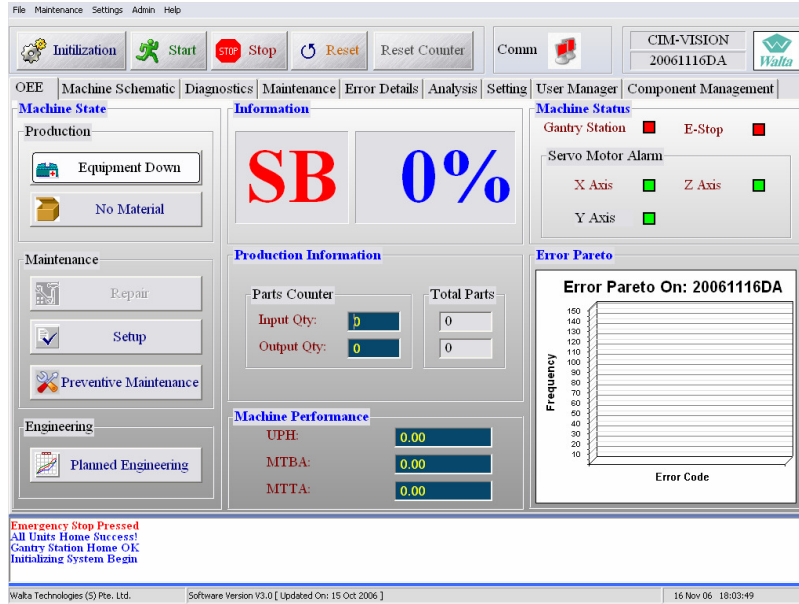 File Maintenance Settings Admin Help
Initilization Start STOP Stop Reset Reset Counter Comm CIM-VISION
20061116DA Walta
OEE Machine Schematic Diagnostics Maintenance Error Details Analysis Setting User Manager Component Management
Machine State
Production
Equipment Down
No Material
Maintenance
Repair
Setup
Preventive Maintenance
Engineering
Planned Engineering
Information
SB 0%
Production Information
Parts Counter Total Parts
Input Qty: 0 0
Output Qty: 0 0
Machine Performance
UPH: 0.00
MTBA: 0.00
MTTA: 0.00
Machine Status
Gantry Station E-Stop
Servo Motor Alarm
X Axis Z Axis
Y Axis
Error Pareto
Error Pareto On: 20061116DA
Frequency
150
140
130
120
110
100
90
80
70
60
50
40
30
20
10
Error Code
Emergency Stop Pressed
All Units Home Success!
Gantry Station Home OK
Initializing System Begin
Walta Technologies (S) Pte. Ltd. Software Version V3.0 [ Updated On: 15 Oct 2006 ] 16 Nov 06 18:03:49